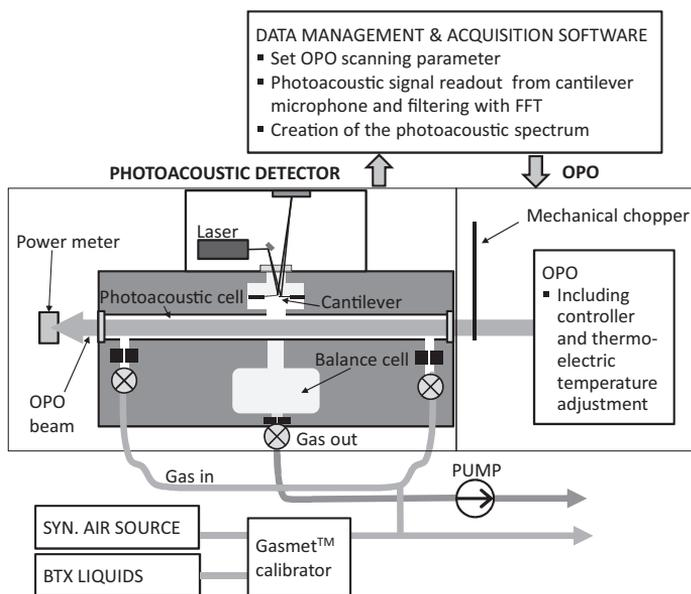 DATA MANAGEMENT & ACQUISITION SOFTWARE
▪ Set OPO scanning parameter
▪ Photoacoustic signal readout from cantilever
microphone and filtering with FFT
▪ Creation of the photoacoustic spectrum
PHOTOACOUSTIC DETECTOR
OPO
Mechanical chopper
Laser
Power meter
OPO
▪ Including
controller
and thermo-
electric
temperature
adjustment
Photoacoustic cell
Cantilever
Balance cell
OPO
beam
Gas out
Gas in
PUMP
SYN. AIR SOURCE
Gasmet™
calibrator
BTX LIQUIDS